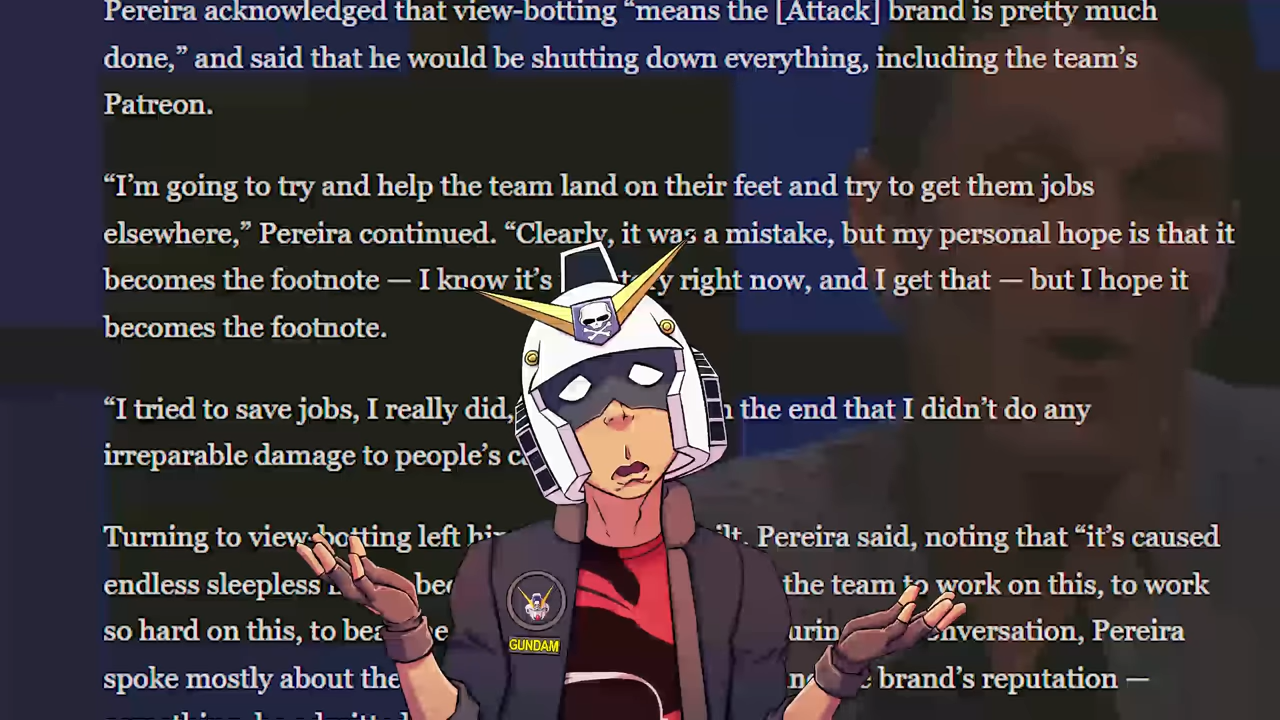 Pereira acknowledged that view-botting “means the [Attack] brand is pretty much
done,” and said that he would be shutting down everything, including the team’s
Patreon.
“I’m going to try and help the team land on their feet and try to get them jobs
elsewhere,” Pereira continued. “Clearly, it was a mistake, but my personal hope is that it
becomes the footnote — I know it’s right now, and I get that — but I hope it
becomes the footnote.
“I tried to save jobs, I really did, the end that I didn’t do any
irreparable damage to people’s
Turning to view-botting left Pereira said, noting that “it’s caused
endless sleepless the team to work on this, to work
so hard on this, to conversation, Pereira
spoke mostly about the brand’s reputation —
GUNDAM